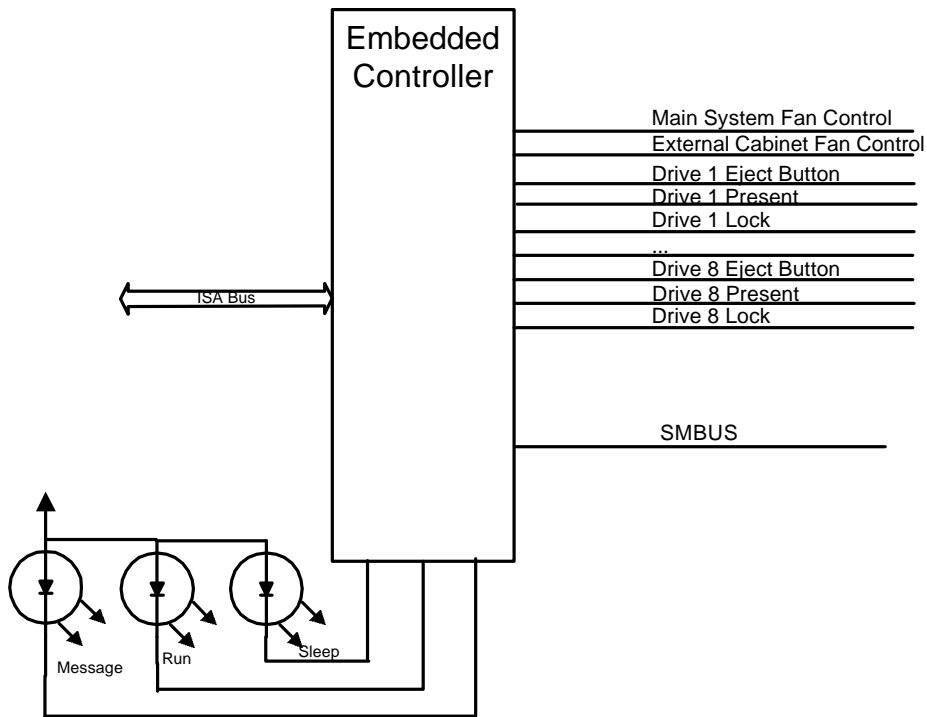 Embedded
Controller
Main System Fan Control
External Cabinet Fan Control
Drive 1 Eject Button
Drive 1 Present
Drive 1 Lock
...
Drive 8 Eject Button
Drive 8 Present
Drive 8 Lock
ISA Bus
SMBUS
Message
Run
Sleep